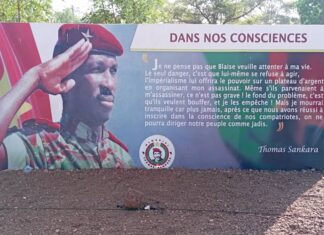 DANS NOS CONSCIENCES
Je ne pense pas que Blaise veuille attenter à ma vie.
Le seul danger, c'est que lui-même se refuse à agir,
l'impérialisme lui offrira le pouvoir sur un plateau d'argent
en organisant mon assassinat. Même s'ils parvenaient à
m'assassiner, ce n'est pas grave ! le fond du problème, c'est
qu'ils veulent bouffer, et je les empêche ! Mais je mourrai
tranquille car plus jamais, après ce que nous avons réussi à
inscrire dans la conscience de nos compatriotes, on ne
pourra diriger notre peuple comme jadis.
Thomas Sankara